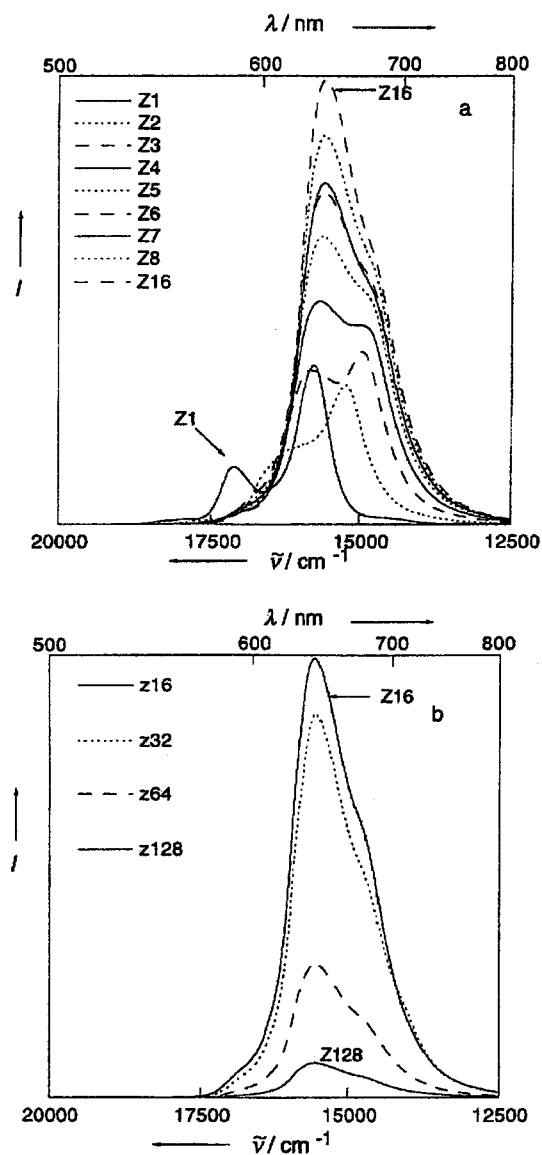 λ / nm
500 600 700 800
Z1
Z2
Z3
Z4
Z5
Z6
Z7
Z8
Z16
Z16
a
I
Z1
20000 17500 15000 12500
ν̃ / cm⁻¹
λ / nm
500 600 700 800
z16
z32
z64
z128
Z16
b
I
Z128
20000 17500 15000 12500
ν̃ / cm⁻¹